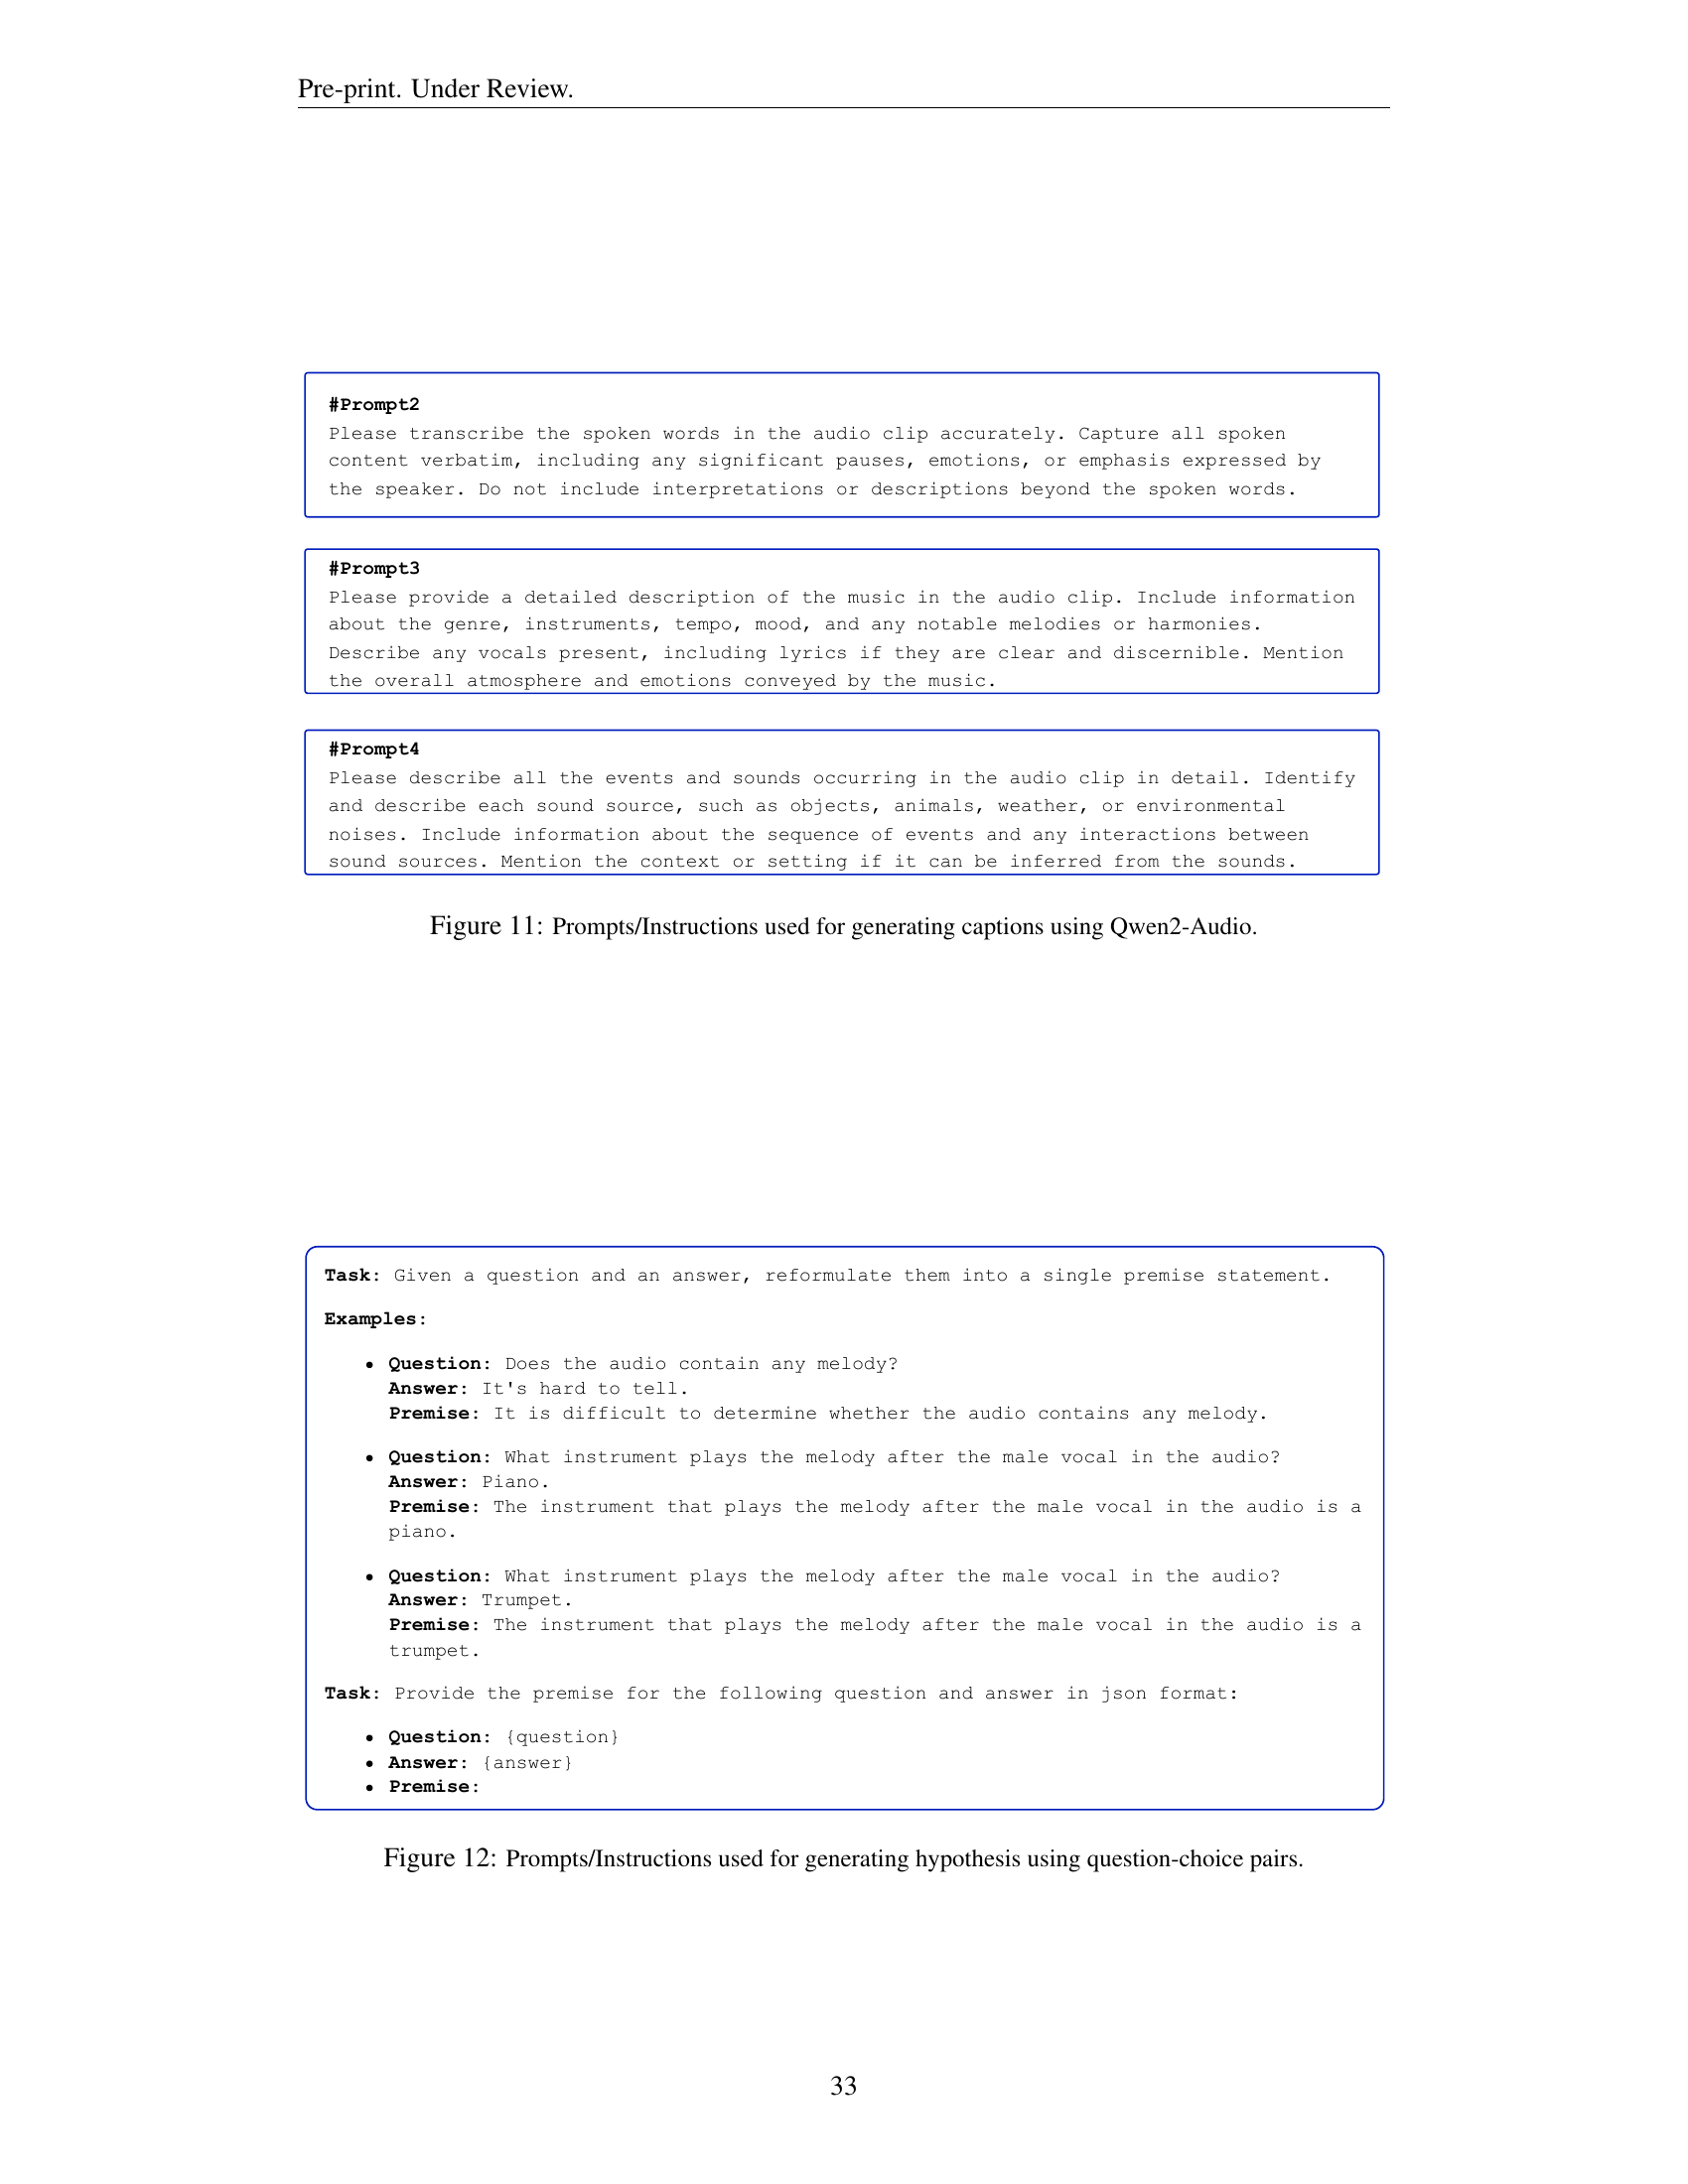 Pre-print. Under Review.
#Prompt2
Please transcribe the spoken words in the audio clip accurately. Capture all spoken
content verbatim, including any significant pauses, emotions, or emphasis expressed by
the speaker. Do not include interpretations or descriptions beyond the spoken words.
#Prompt3
Please provide a detailed description of the music in the audio clip. Include information
about the genre, instruments, tempo, mood, and any notable melodies or harmonies.
Describe any vocals present, including lyrics if they are clear and discernible. Mention
the overall atmosphere and emotions conveyed by the music.
#Prompt4
Please describe all the events and sounds occurring in the audio clip in detail. Identify
and describe each sound source, such as objects, animals, weather, or environmental
noises. Include information about the sequence of events and any interactions between
sound sources. Mention the context or setting if it can be inferred from the sounds.
Figure 11: Prompts/Instructions used for generating captions using Qwen2-Audio.
Task: Given a question and an answer, reformulate them into a single premise statement.
Examples:
• Question: Does the audio contain any melody?
Answer: It's hard to tell.
Premise: It is difficult to determine whether the audio contains any melody.
• Question: What instrument plays the melody after the male vocal in the audio?
Answer: Piano.
Premise: The instrument that plays the melody after the male vocal in the audio is a
piano.
• Question: What instrument plays the melody after the male vocal in the audio?
Answer: Trumpet.
Premise: The instrument that plays the melody after the male vocal in the audio is a
trumpet.
Task: Provide the premise for the following question and answer in json format:
• Question: {question}
• Answer: {answer}
• Premise:
Figure 12: Prompts/Instructions used for generating hypothesis using question-choice pairs.
33